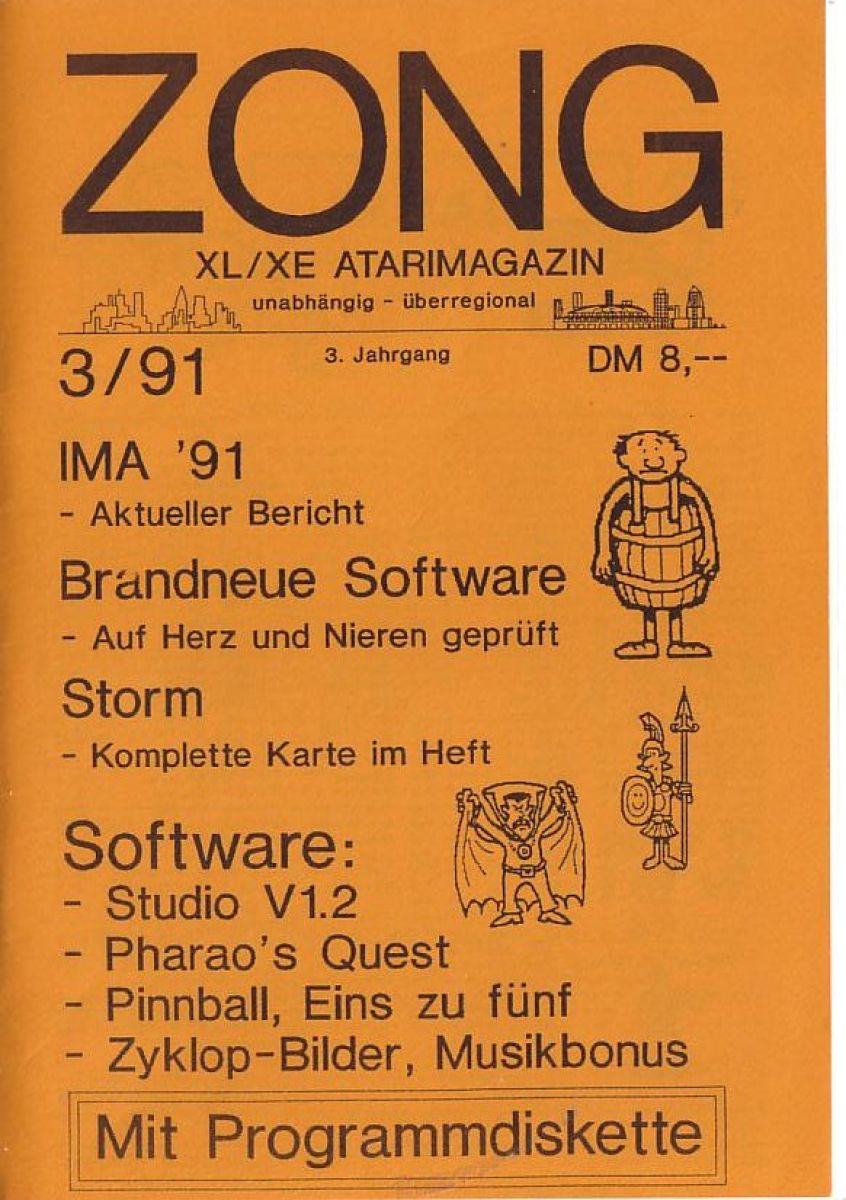 ZONG
XL/XE ATARIMAGAZIN
unabhängig - überregional
3/91
3. Jahrgang
DM 8,--
IMA '91
- Aktueller Bericht
Brandneue Software
- Auf Herz und Nieren geprüft
Storm
- Komplette Karte im Heft
Software:
- Studio V1.2
- Pharao's Quest
- Pinnball, Eins zu fünf
- Zyklop-Bilder, Musikbonus
Mit Programmdiskette